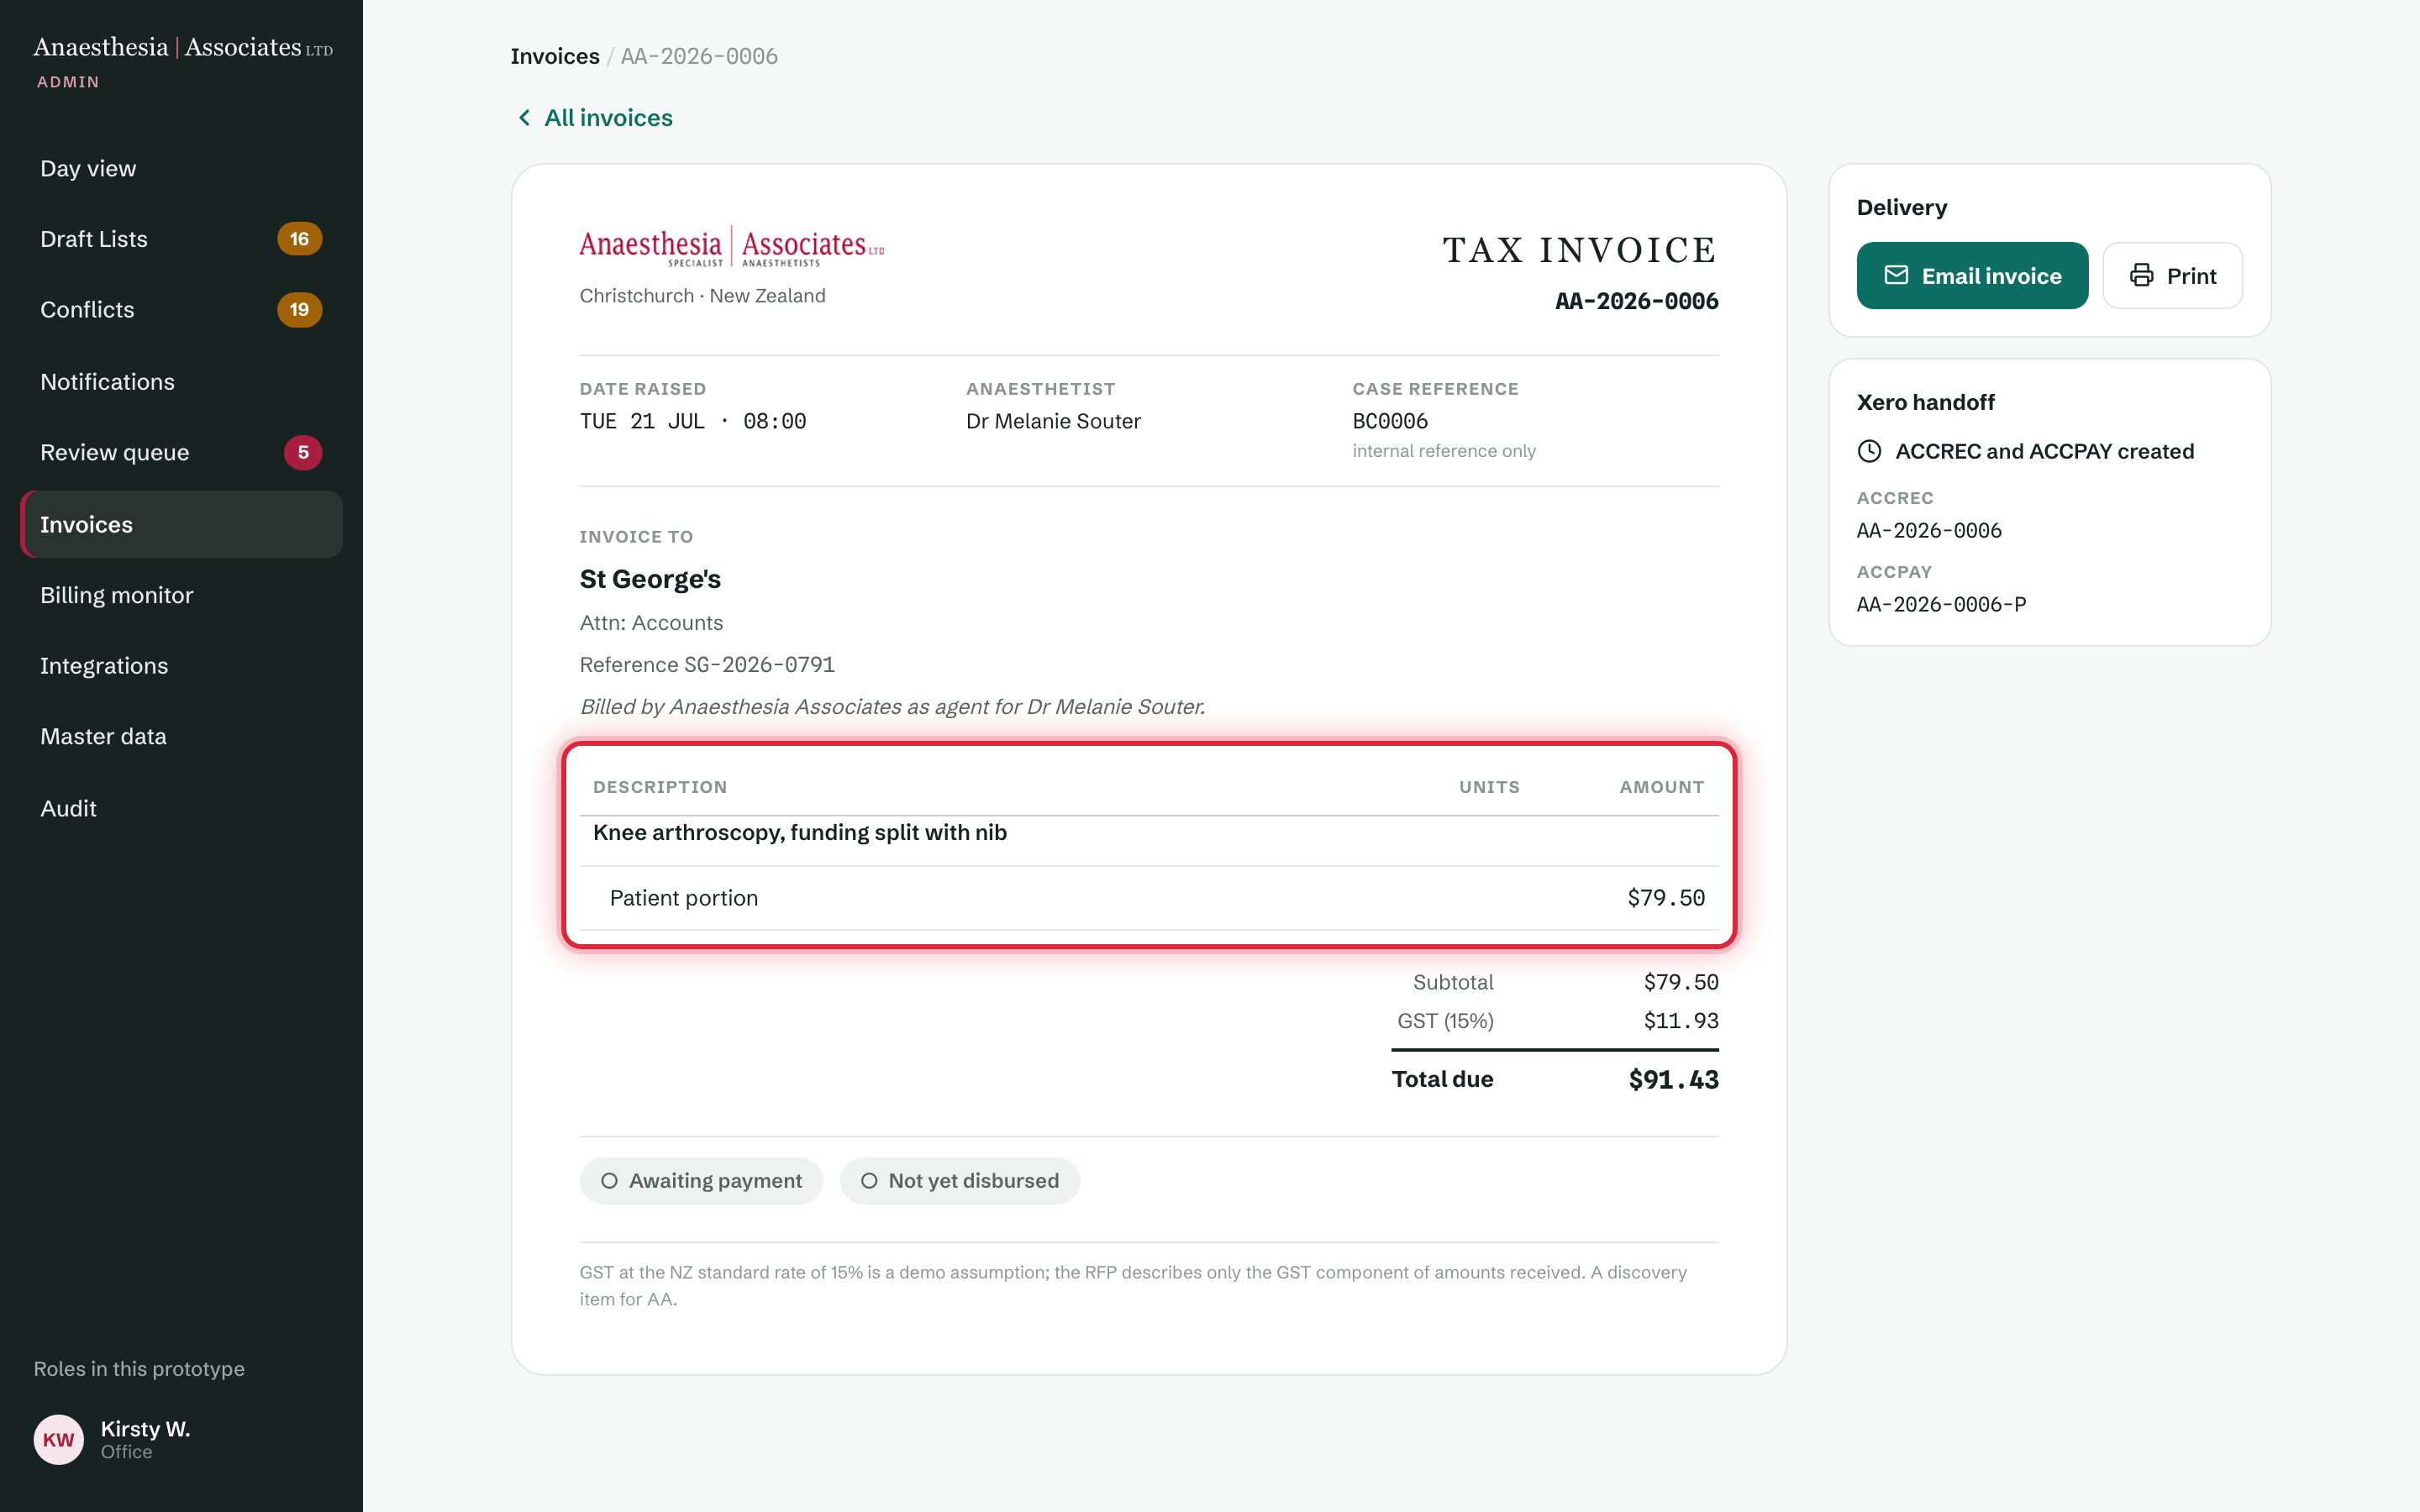 Anaesthesia | Associates LTD
ADMIN
Day view
Draft Lists 16
Conflicts 19
Notifications
Review queue 5
Invoices
Billing monitor
Integrations
Master data
Audit
Roles in this prototype
KW
Kirsty W.
Office
Invoices / AA-2026-0006
All invoices
Anaesthesia | Associates LTD
SPECIALIST ANAESTHETISTS
Christchurch · New Zealand
TAX INVOICE
AA-2026-0006
DATE RAISED
TUE 21 JUL · 08:00
ANAESTHETIST
Dr Melanie Souter
CASE REFERENCE
BC0006
internal reference only
INVOICE TO
St George's
Attn: Accounts
Reference SG-2026-0791
Billed by Anaesthesia Associates as agent for Dr Melanie Souter.
DESCRIPTION UNITS AMOUNT
Knee arthroscopy, funding split with nib
Patient portion $79.50
Subtotal $79.50
GST (15%) $11.93
Total due $91.43
Awaiting payment
Not yet disbursed
GST at the NZ standard rate of 15% is a demo assumption; the RFP describes only the GST component of amounts received. A discovery
item for AA.
Delivery
Email invoice
Print
Xero handoff
ACCREC and ACCPAY created
ACCREC
AA-2026-0006
ACCPAY
AA-2026-0006-P